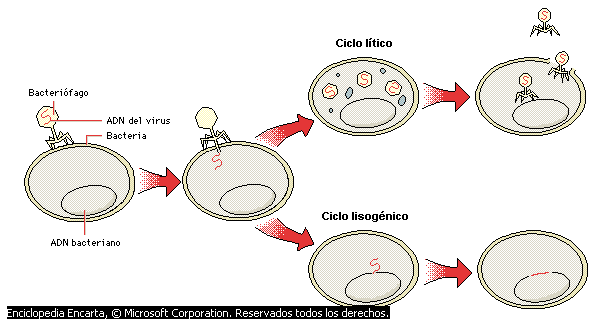 Ciclo lítico
Bacteriófago
ADN del virus
Bacteria
ADN bacteriano
Ciclo lisogénico
Enciclopedia Encarta, © Microsoft Corporation. Reservados todos los derechos.